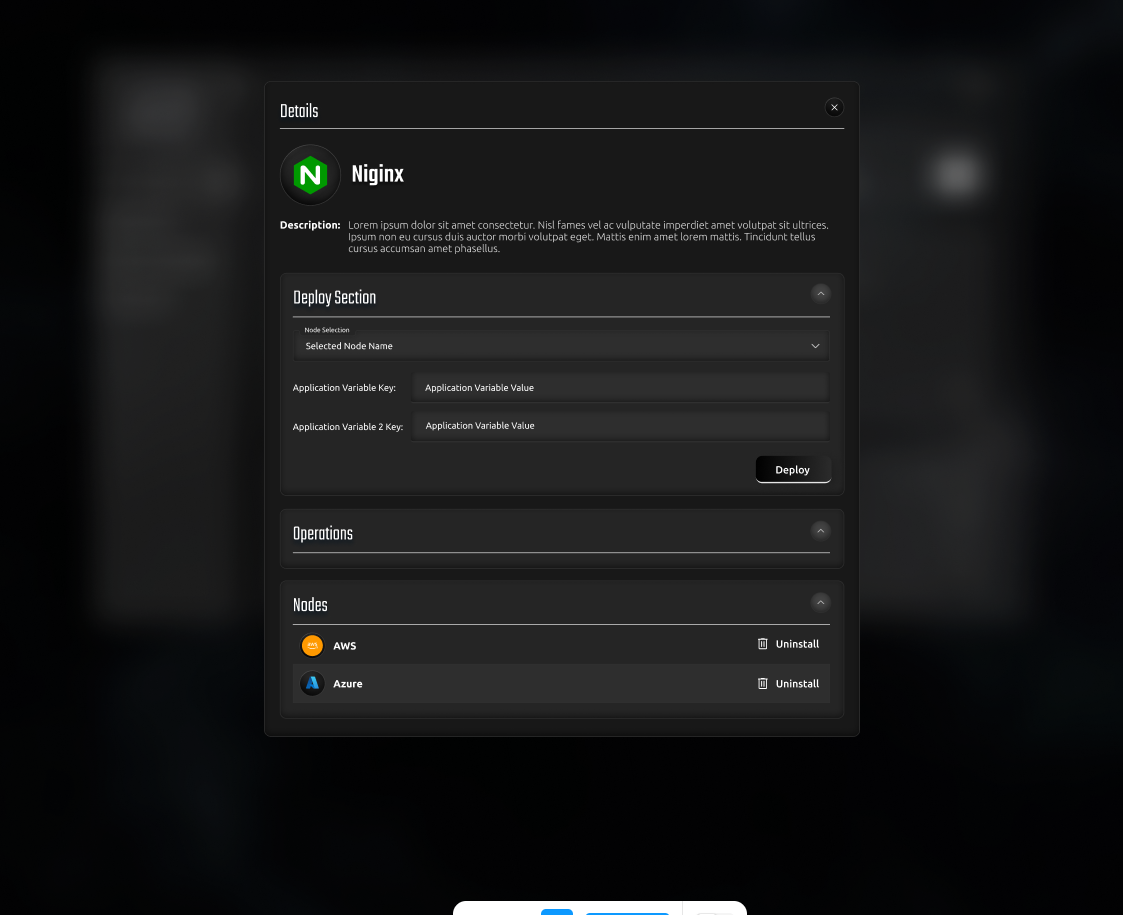 Details
Niginx
Description: Lorem ipsum dolor sit amet consectetur. Nisl fames vel ac vulputate imperdiet amet volutpat sit ultrices.
Ipsum non eu cursus duis auctor morbi volutpat eget. Mattis enim amet lorem mattis. Tincidunt tellus
cursus accumsan amet phasellus.
Deploy Section
Node Selection
Selected Node Name
Application Variable Key: Application Variable Value
Application Variable 2 Key: Application Variable Value
Deploy
Operations
Nodes
aws AWS Uninstall
Azure Uninstall